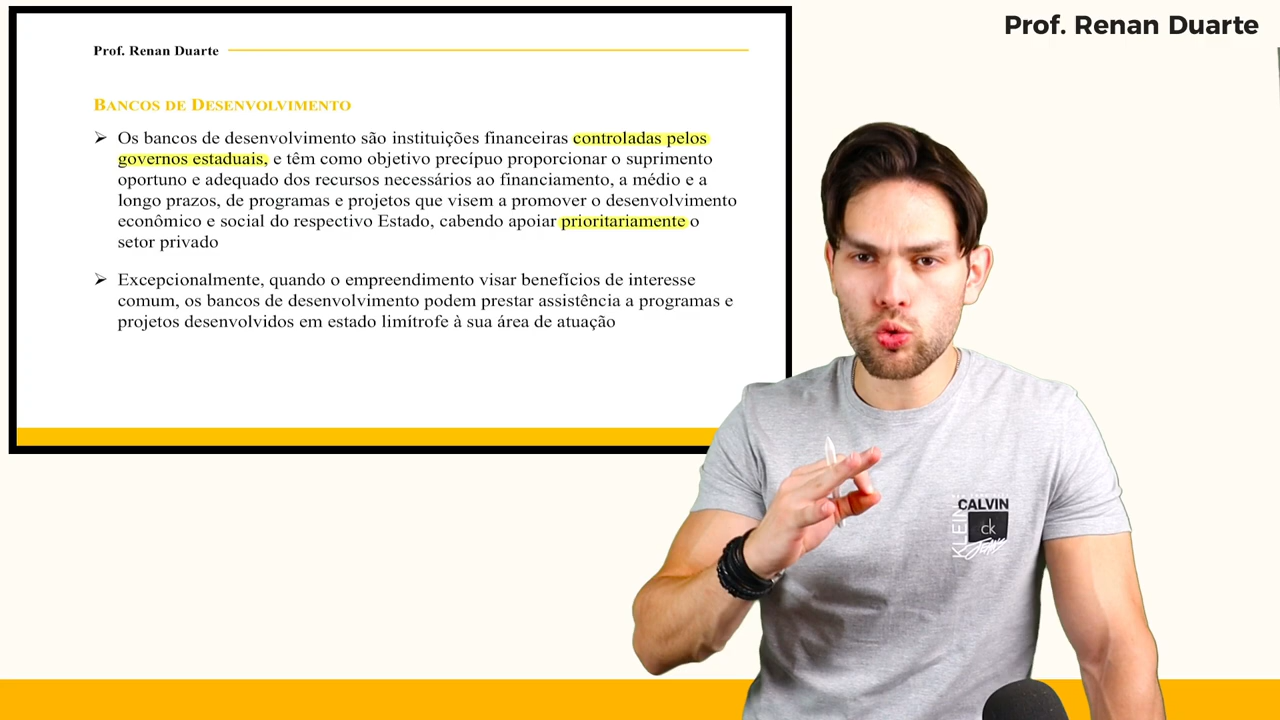 Prof. Renan Duarte
Prof. Renan Duarte
BANCOS DE DESENVOLVIMENTO
➢ Os bancos de desenvolvimento são instituições financeiras controladas pelos
governos estaduais, e têm como objetivo precípuo proporcionar o suprimento
oportuno e adequado dos recursos necessários ao financiamento, a médio e a
longo prazos, de programas e projetos que visem a promover o desenvolvimento
econômico e social do respectivo Estado, cabendo apoiar prioritariamente o
setor privado
➢ Excepcionalmente, quando o empreendimento visar benefícios de interesse
comum, os bancos de desenvolvimento podem prestar assistência a programas e
projetos desenvolvidos em estado limítrofe à sua área de atuação
CALVIN
KLEIN
ck